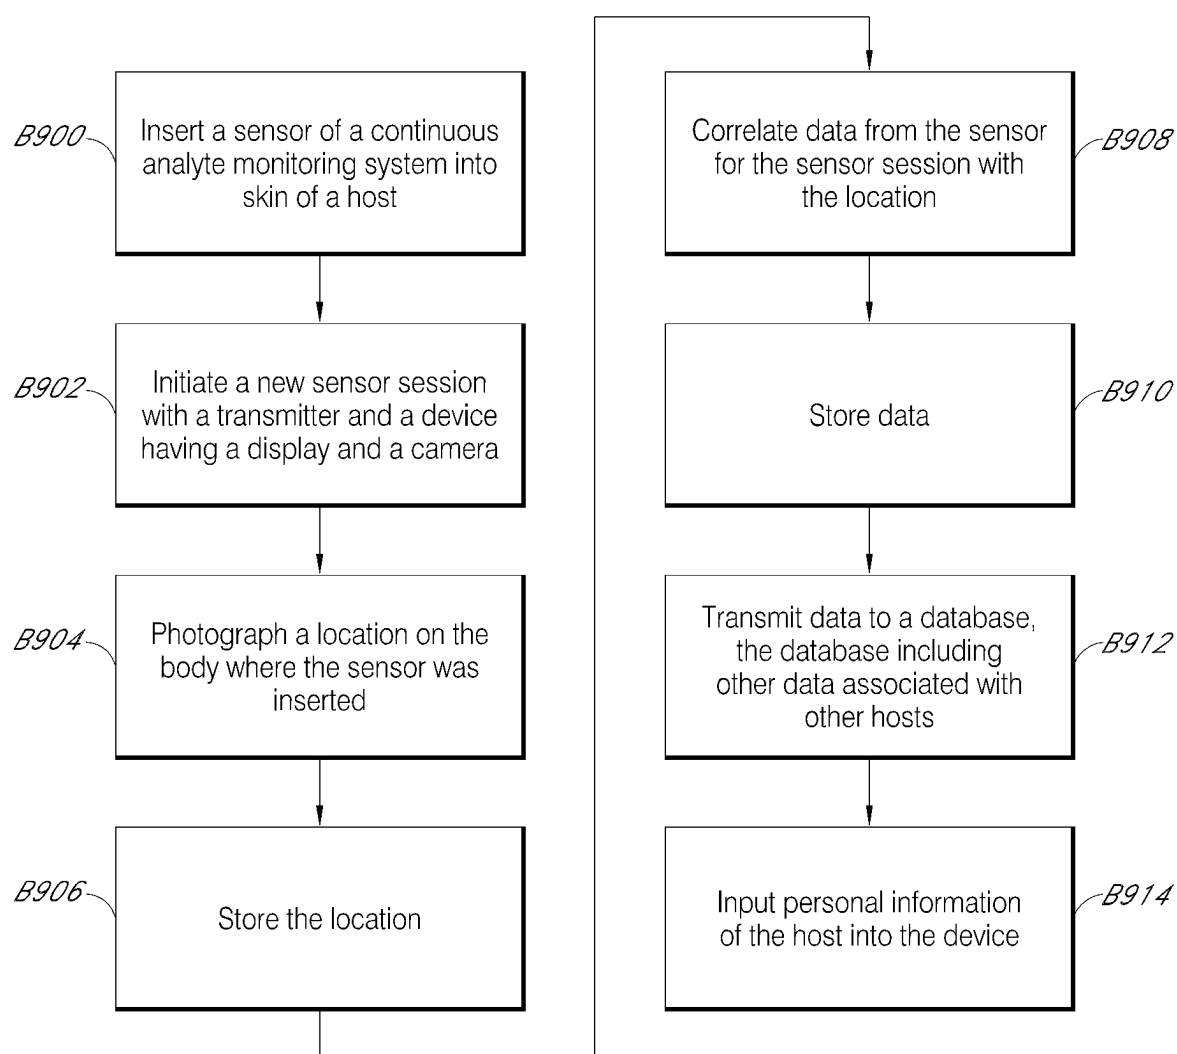 B900
Insert a sensor of a continuous
analyte monitoring system into
skin of a host
B902
Initiate a new sensor session
with a transmitter and a device
having a display and a camera
B904
Photograph a location on the
body where the sensor was
inserted
B906
Store the location
Correlate data from the sensor
for the sensor session with
the location
B908
Store data
B910
Transmit data to a database,
the database including
other data associated with
other hosts
B912
Input personal information
of the host into the device
B914